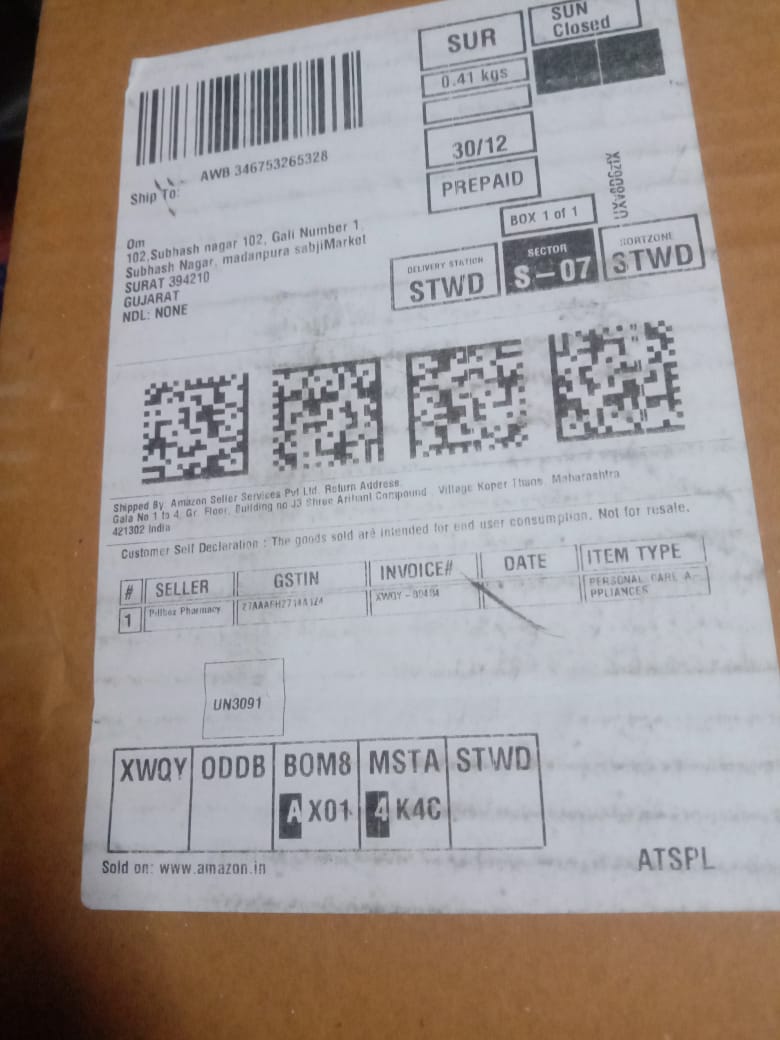 SUR
SUN
Closed
0.41 kgs
AWB 346753265328
30/12
Ship To:
PREPAID
BOX 1 of 1
Om
102,Subhash nagar 102, Gali Number 1,
Subhash Nagar, madanpura sabjiMarket
SURAT 394210
GUJARAT
NDL: NONE
DELIVERY STATION
STWD
SECTOR
S-07
SORTZONE
STWD
Shipped By: Amazon Seller Services Pvt Ltd. Return Address:
Gala No 1 to 4, Gr. Floor, Building no J3 Shree Arihant Compound, Village Koper Thane, Maharashtra
421302 India
Customer Self Declaration : The goods sold are intended for end user consumption. Not for resale.
# SELLER GSTIN INVOICE# DATE ITEM TYPE
1 Pillbox Pharmacy PERSONAL CARE A
PPLIANCES
UN3091
XWQY ODDB BOM8 MSTA STWD
A X01 4 K4C
Sold on: www.amazon.in
ATSPL